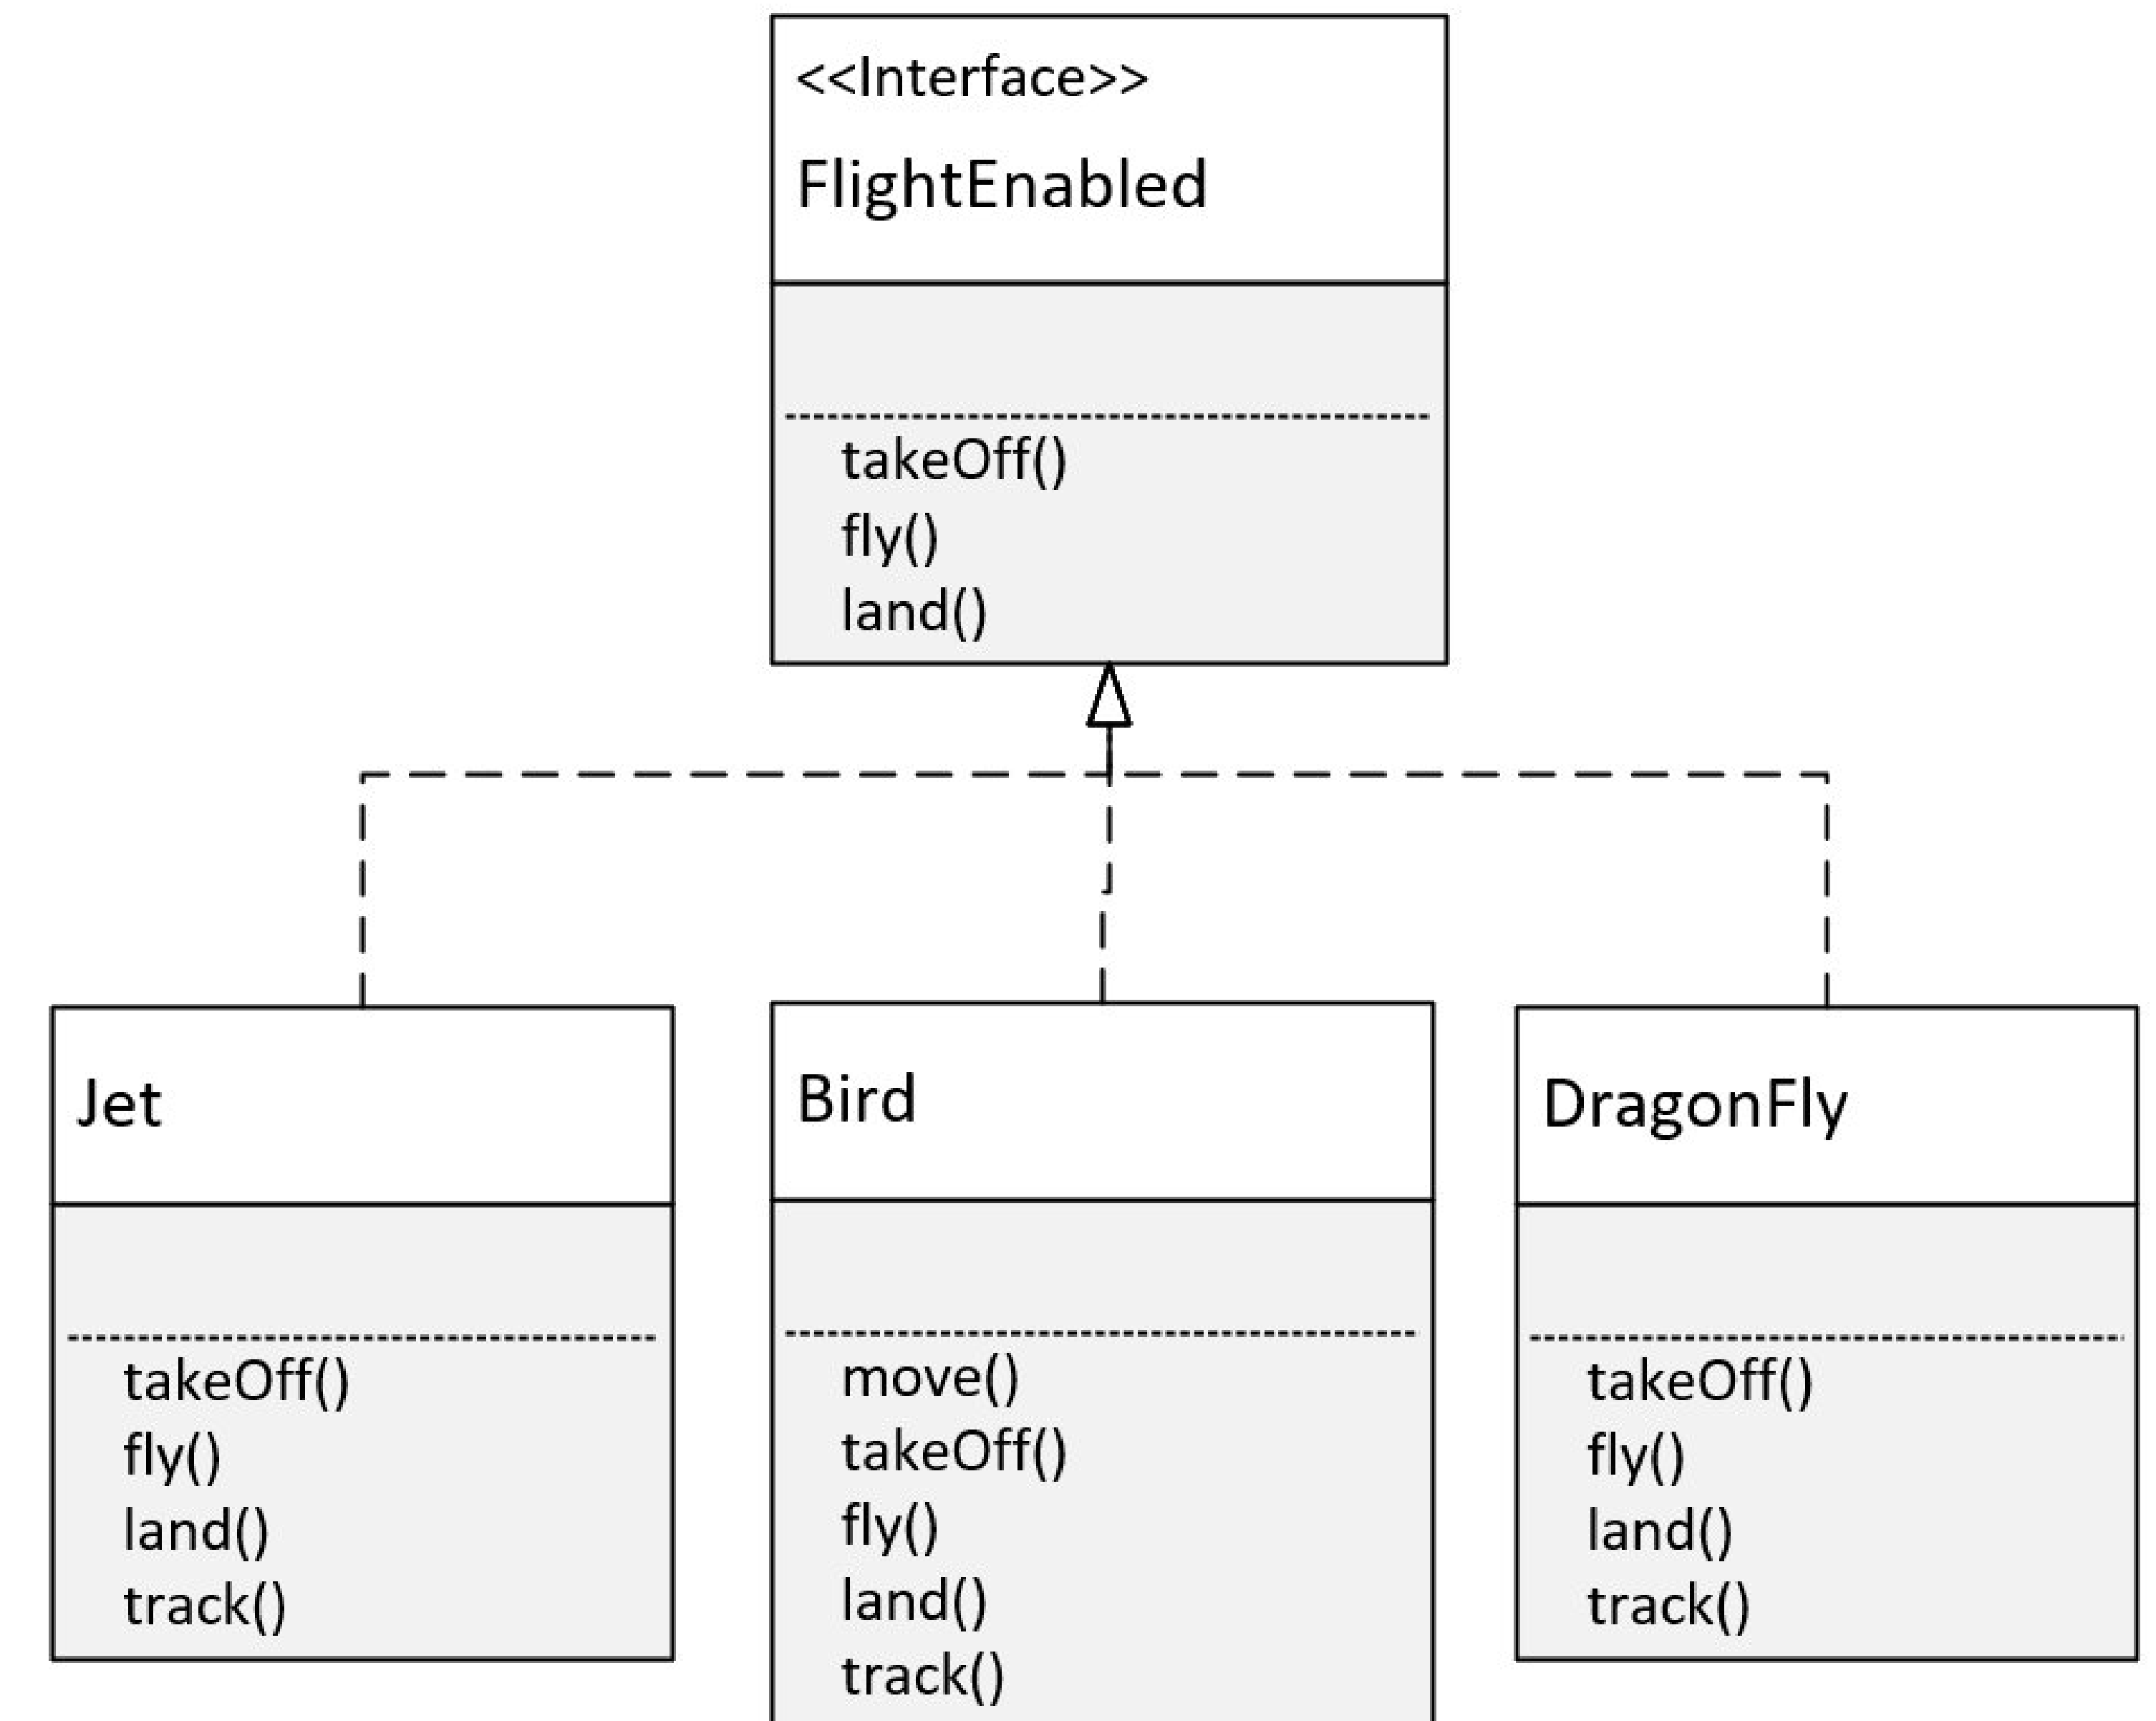 <<Interface>>
FlightEnabled
takeOff()
fly()
land()
Jet
takeOff()
fly()
land()
track()
Bird
move()
takeOff()
fly()
land()
track()
DragonFly
takeOff()
fly()
land()
track()